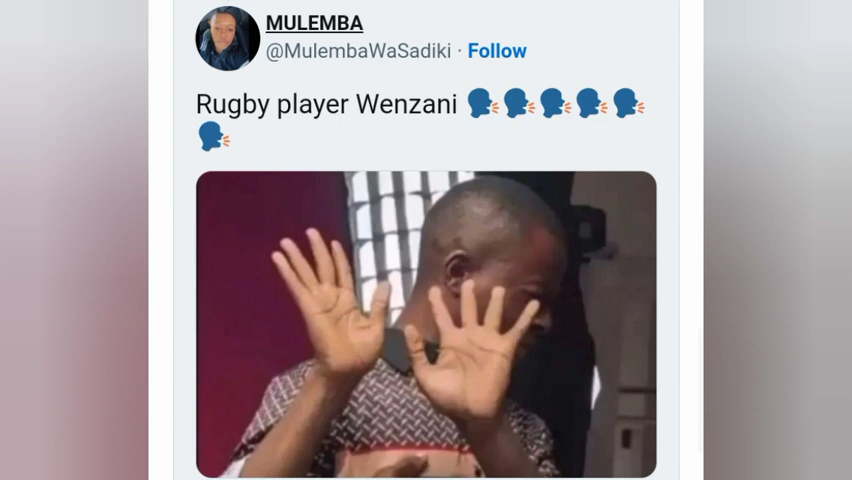 MULEMBA
@MulembaWaSadiki · Follow
Rugby player Wenzani 🗣️🗣️🗣️🗣️🗣️
🗣️